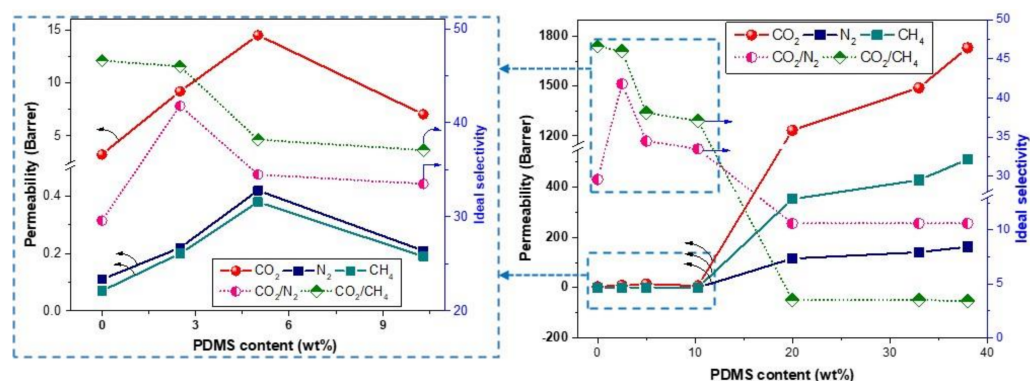 15
10
5
0.4
0.2
0.0
Permeability (Barrer)
50
40
30
20
Ideal selectivity
CO₂ N₂ CH₄
CO₂/N₂ CO₂/CH₄
0 3 6 9
PDMS content (wt%)
1800
1500
1200
400
200
0
-200
Permeability (Barrer)
CO₂ N₂ CH₄
CO₂/N₂ CO₂/CH₄
50
45
40
35
30
10
5
0
Ideal selectivity
0 10 20 30 40
PDMS content (wt%)